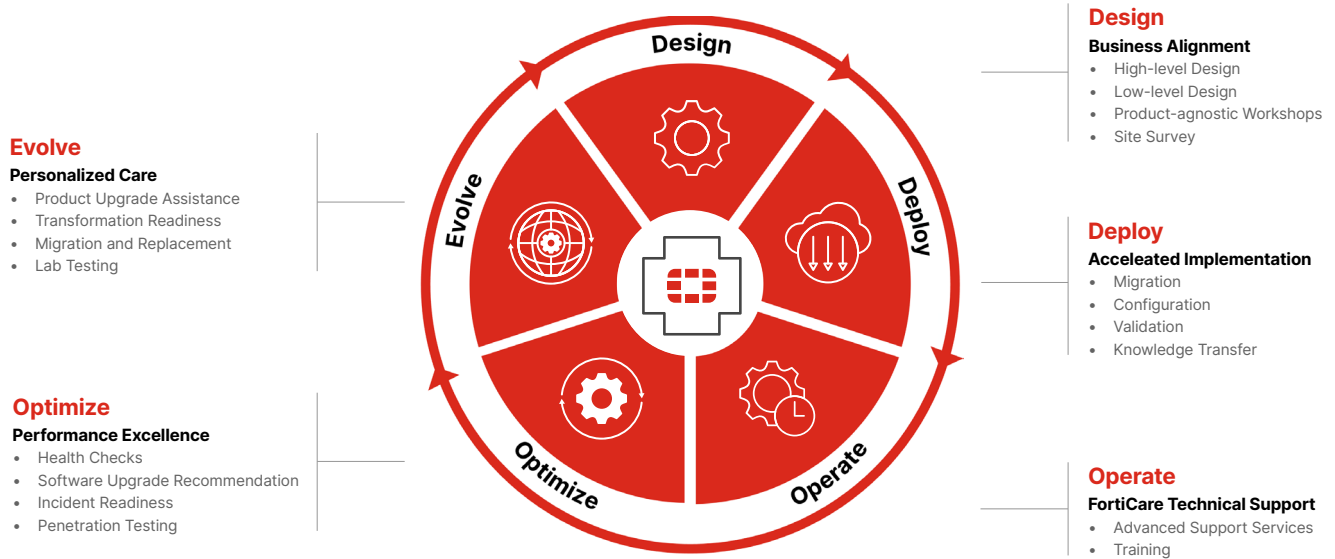 Design
Business Alignment
• High-level Design
• Low-level Design
• Product-agnostic Workshops
• Site Survey
Deploy
Acceleated Implementation
• Migration
• Configuration
• Validation
• Knowledge Transfer
Operate
FortiCare Technical Support
• Advanced Support Services
• Training
Optimize
Performance Excellence
• Health Checks
• Software Upgrade Recommendation
• Incident Readiness
• Penetration Testing
Evolve
Personalized Care
• Product Upgrade Assistance
• Transformation Readiness
• Migration and Replacement
• Lab Testing
Design
Deploy
Operate
Optimize
Evolve